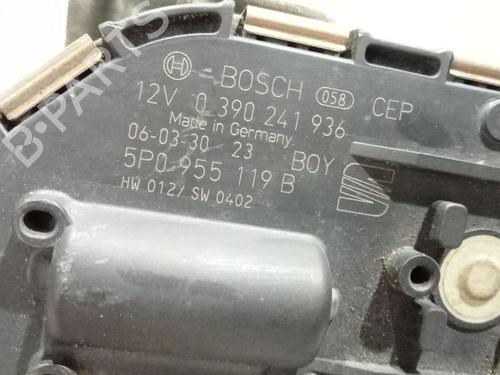 BOSCH 058 CEP
12V 0 390 241 936
Made in Germany.
06-03-30 23 BOY
5P0 955 119 B
HW 012/ SW 0402
B-PARTS